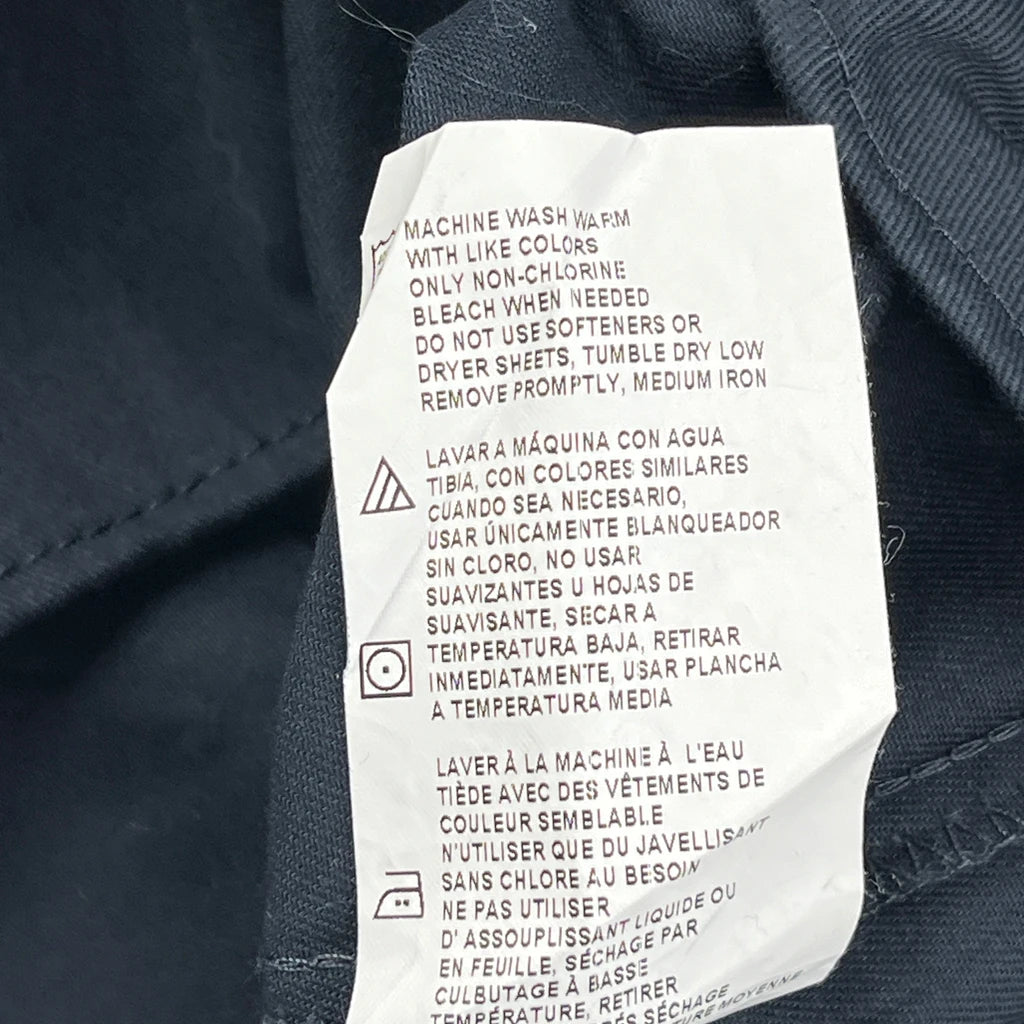 MACHINE WASH WARM
WITH LIKE COLORS
ONLY NON-CHLORINE
BLEACH WHEN NEEDED
DO NOT USE SOFTENERS OR
DRYER SHEETS, TUMBLE DRY LOW
REMOVE PROMPTLY, MEDIUM IRON
LAVAR A MÁQUINA CON AGUA
TIBIA, CON COLORES SIMILARES
CUANDO SEA NECESARIO,
USAR ÚNICAMENTE BLANQUEADOR
SIN CLORO, NO USAR
SUAVIZANTES U HOJAS DE
SUAVISANTE, SECAR A
TEMPERATURA BAJA, RETIRAR
INMEDIATAMENTE, USAR PLANCHA
A TEMPERATURA MEDIA
LAVER À LA MACHINE À L'EAU
TIÈDE AVEC DES VÊTEMENTS DE
COULEUR SEMBLABLE
N'UTILISER QUE DU JAVELLISANT
SANS CHLORE AU BESOIN
NE PAS UTILISER
D' ASSOUPLISSANT LIQUIDE OU
EN FEUILLE, SÉCHAGE PAR
CULBUTAGE À BASSE
TEMPÉRATURE, RETIRER
SÉCHAGE
MOYENNE